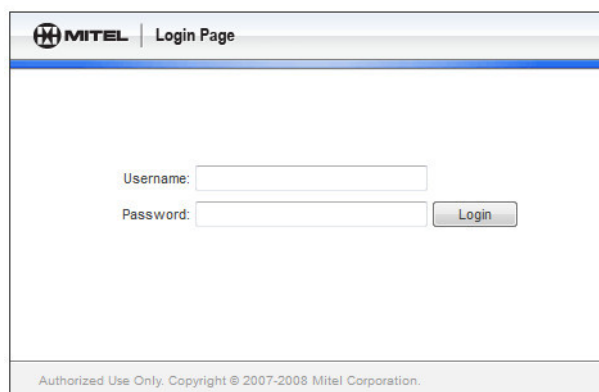 MITEL | Login Page
Username:
Password:
Login
Authorized Use Only. Copyright © 2007-2008 Mitel Corporation.